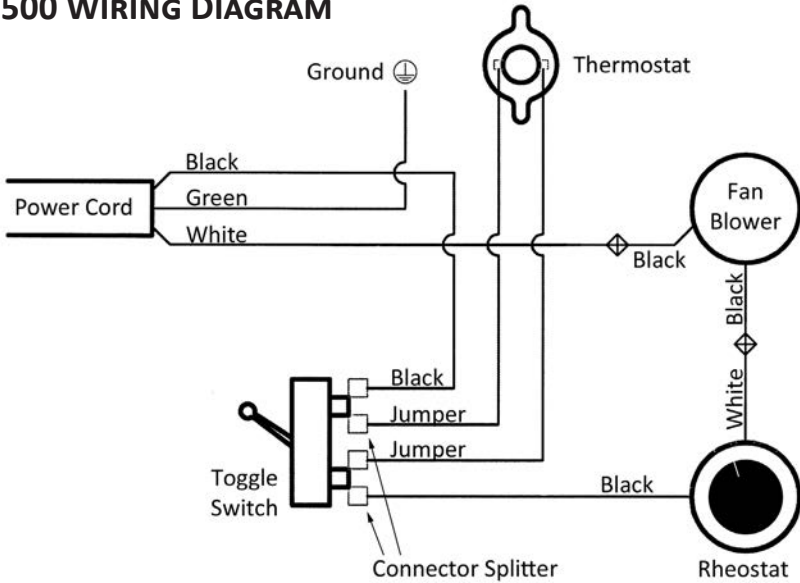 500 WIRING DIAGRAM
Ground
Thermostat
Black
Power Cord
Green
White
Fan
Blower
Black
Black
White
Black
Jumper
Jumper
Toggle
Switch
Black
Connector Splitter
Rheostat